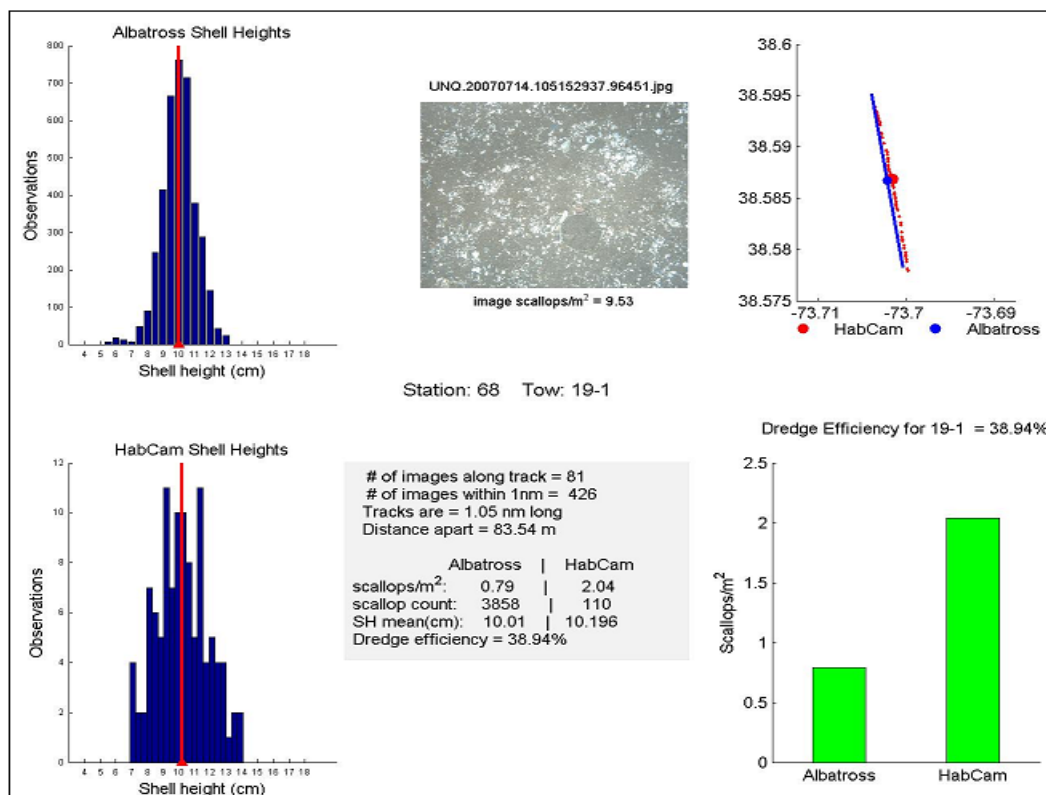 Albatross Shell Heights
800
700
600
500
400
300
200
100
0
Observations
4 5 6 7 8 9 10 11 12 13 14 15 16 17 18
Shell height (cm)
UNQ.20070714.105152937.96451.jpg
image scallops/m² = 9.53
38.6
38.595
38.59
38.585
38.58
38.575
-73.71 -73.7 -73.69
HabCam Albatross
Station: 68 Tow: 19-1
HabCam Shell Heights
12
10
8
6
4
2
0
Observations
4 5 6 7 8 9 10 11 12 13 14 15 16 17 18
Shell height (cm)
# of images along track = 81
# of images within 1nm = 426
Tracks are = 1.05 nm long
Distance apart = 83.54 m
Albatross | HabCam
scallops/m²: 0.79 | 2.04
scallop count: 3858 | 110
SH mean(cm): 10.01 | 10.196
Dredge efficiency = 38.94%
Dredge Efficiency for 19-1 = 38.94%
2.5
2
1.5
1
0.5
0
Scallops/m²
Albatross HabCam